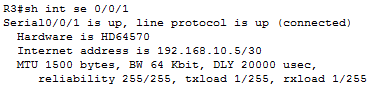 R3#sh int se 0/0/1
Serial0/0/1 is up, line protocol is up (connected)
Hardware is HD64570
Internet address is 192.168.10.5/30
MTU 1500 bytes, BW 64 Kbit, DLY 20000 usec,
reliability 255/255, txload 1/255, rxload 1/255